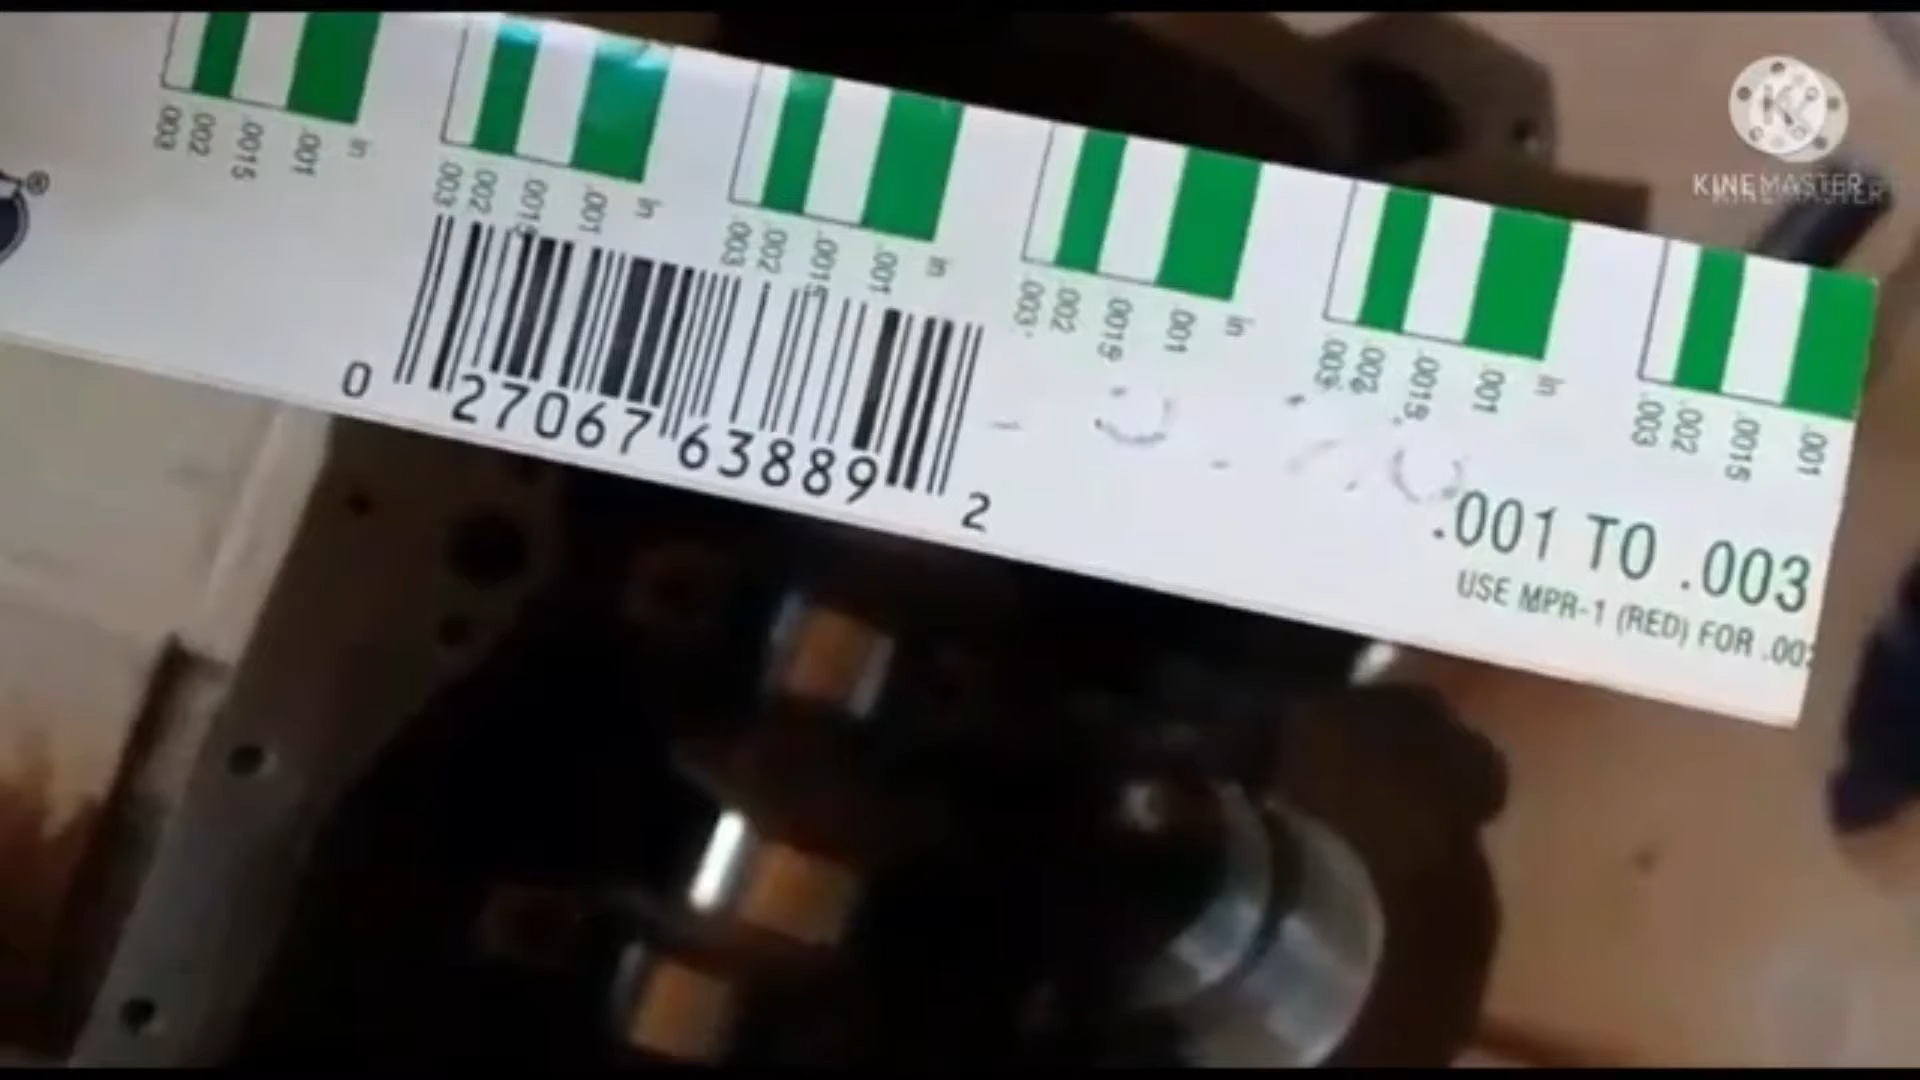 .003 .002 .0015 .001 in
.003 .002 .0015 .001 in
.003 .002 .0015 .001 in
.003 .002 .0015 .001 in
.003 .002 .0015 .001 in
.003 .002 .0015 .001
®
0 27067 63889 2
.001 TO .003
USE MPR-1 (RED) FOR
KINEMASTER